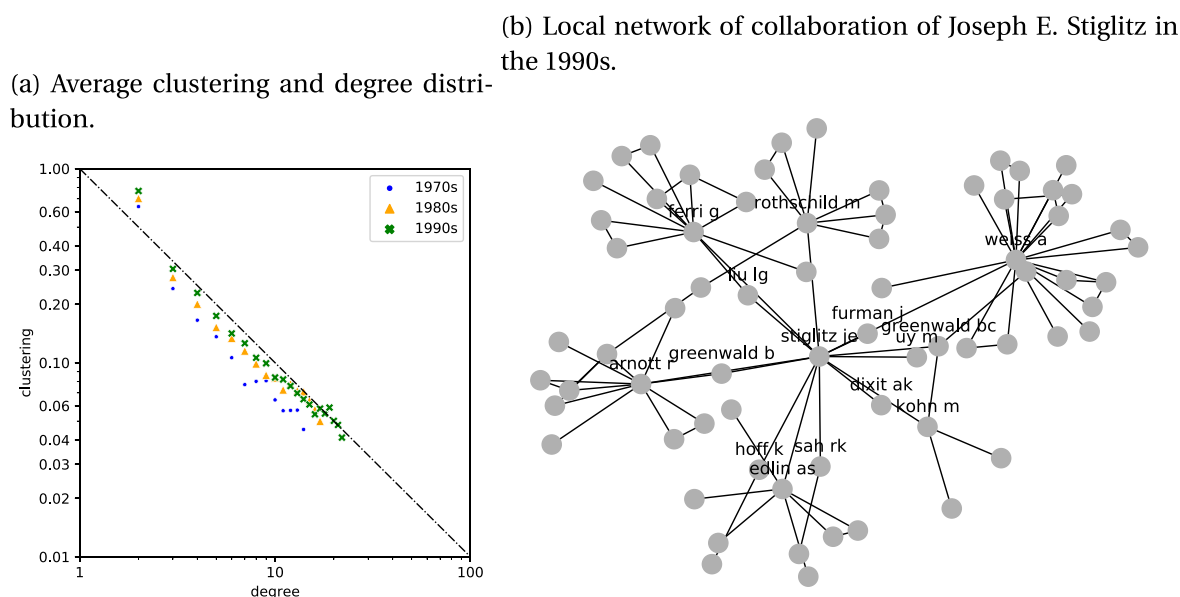 (a) Average clustering and degree distri-
bution.
1.00
0.60
0.40
0.30
0.20
0.10
0.06
0.04
0.03
0.02
0.01
clustering
1
10
100
degree
1970s
1980s
1990s
(b) Local network of collaboration of Joseph E. Stiglitz in
the 1990s.
ferri g
rothschild m
weiss a
liu lg
furman j
greenwald bc
stiglitz je
uy m
greenwald b
arnott r
dixit ak
kohn m
hoff k
sah rk
edlin as